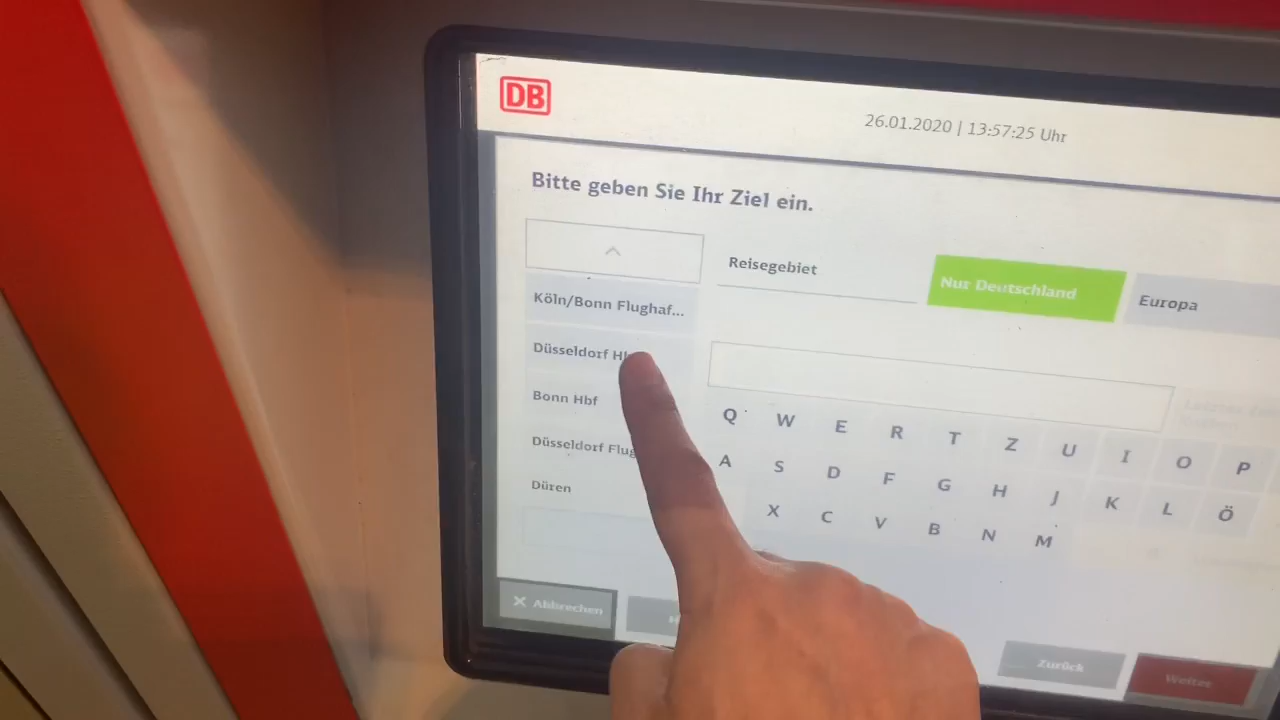 DB
26.01.2020 | 13:57:25 Uhr
Bitte geben Sie Ihr Ziel ein.
Reisegebiet
Nur Deutschland
Europa
Köln/Bonn Flughaf...
Düsseldorf
Bonn Hbf
Düsseldorf
Düren
Q W E R T Z U I O P
A S D F G H J K L Ö
X C V B N M
× Abbrechen
Zurück
Weiter